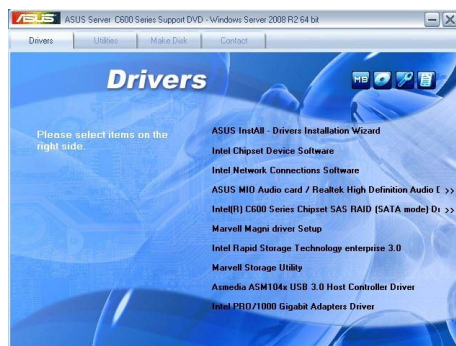 ASUS Server C600 Series Support DVD - Windows Server 2008 R2 64 bit
Drivers Utilities Make Disk Contact
Drivers
MB
Please select items on the
right side.
ASUS InstAll - Drivers Installation Wizard
Intel Chipset Device Software
Intel Network Connections Software
ASUS MIO Audio card / Realtek High Definition Audio D >>
Intel(R) C600 Series Chipset SAS RAID (SATA mode) Dr >>
Marvell Magni driver Setup
Intel Rapid Storage Technology enterprise 3.0
Marvell Storage Utility
Asmedia ASM104x USB 3.0 Host Controller Driver
Intel PRO/1000 Gigabit Adapters Driver